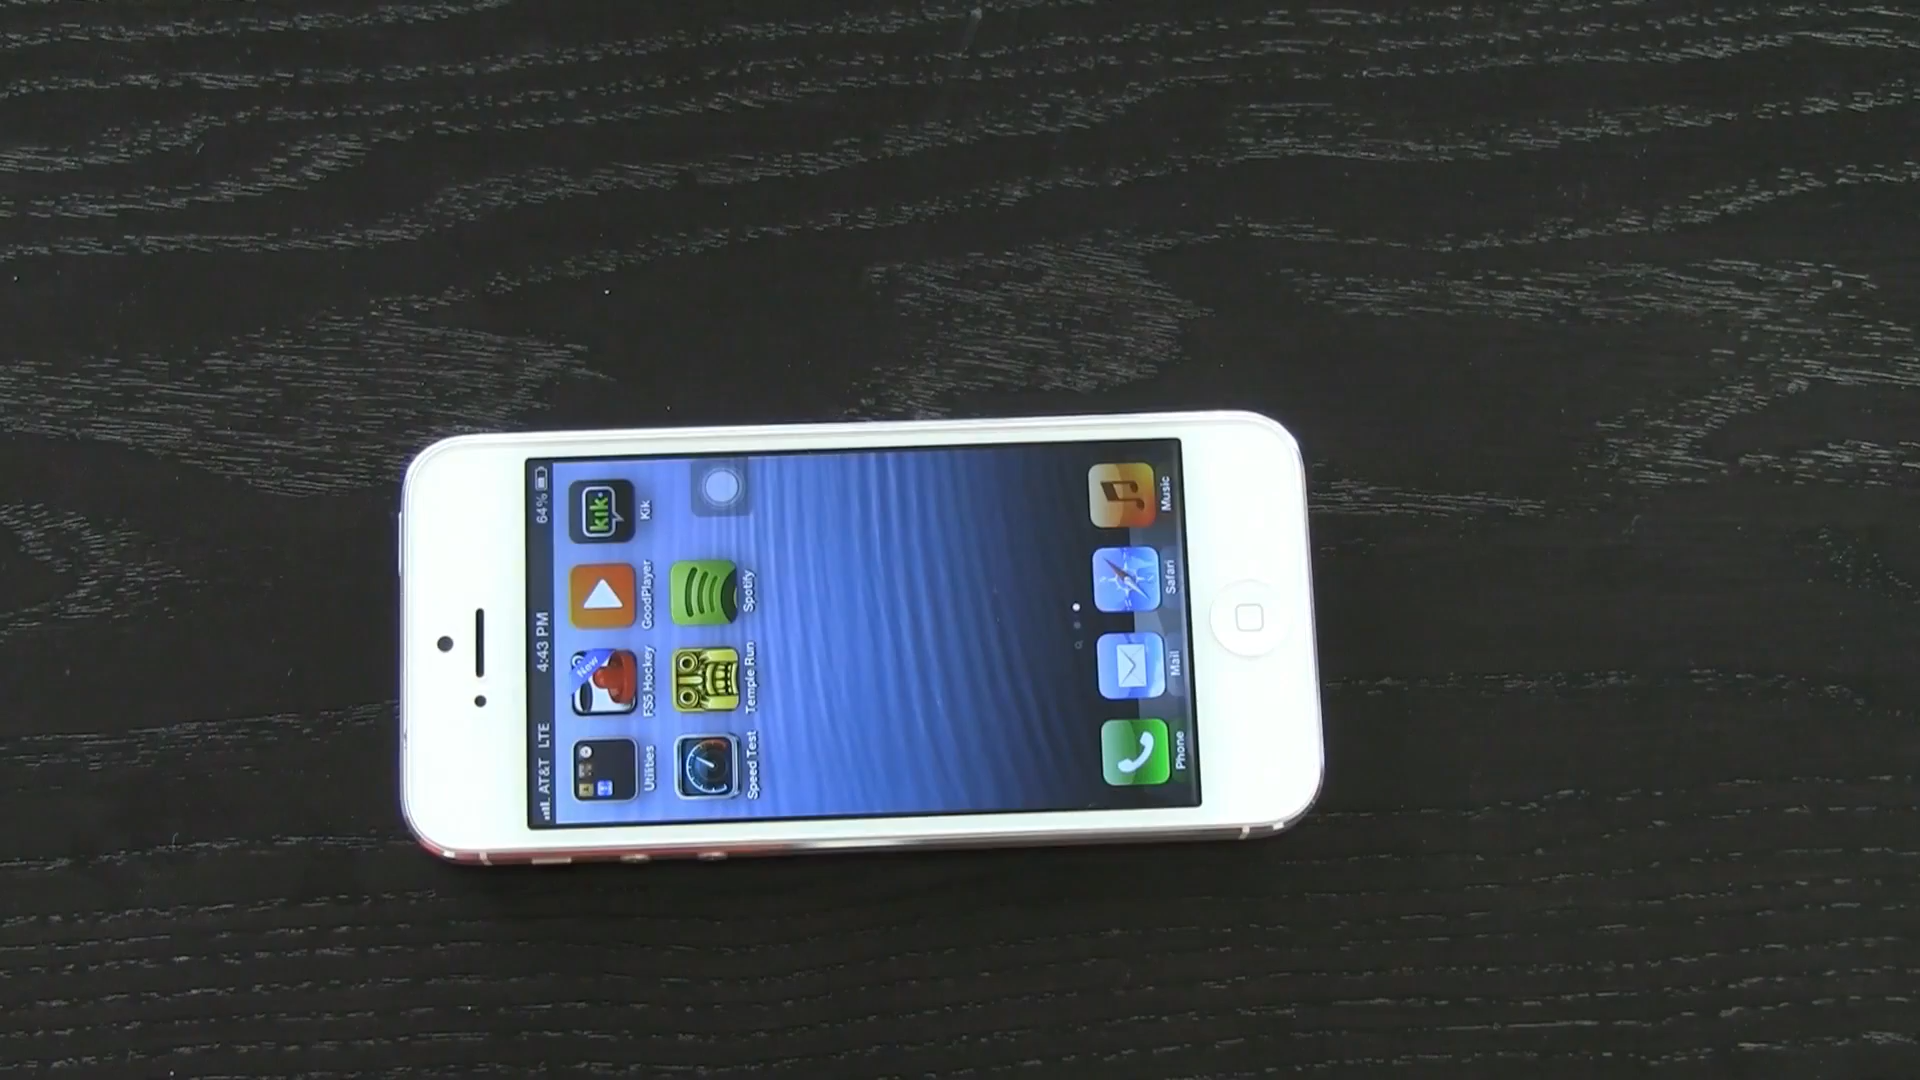 AT&T LTE 4:43 PM 64%
New
kik
Utilities FS5 Hockey GoodPlayer Kik
Speed Test Temple Run Spotify
Phone Mail Safari Music